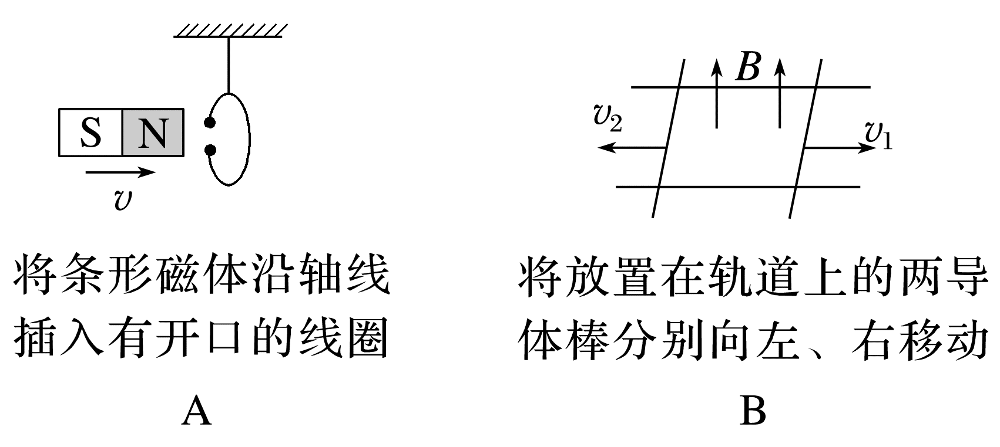 S N
v
将条形磁体沿轴线
插入有开口的线圈
A
B
v₂
v₁
将放置在轨道上的两导
体棒分别向左、右移动
B